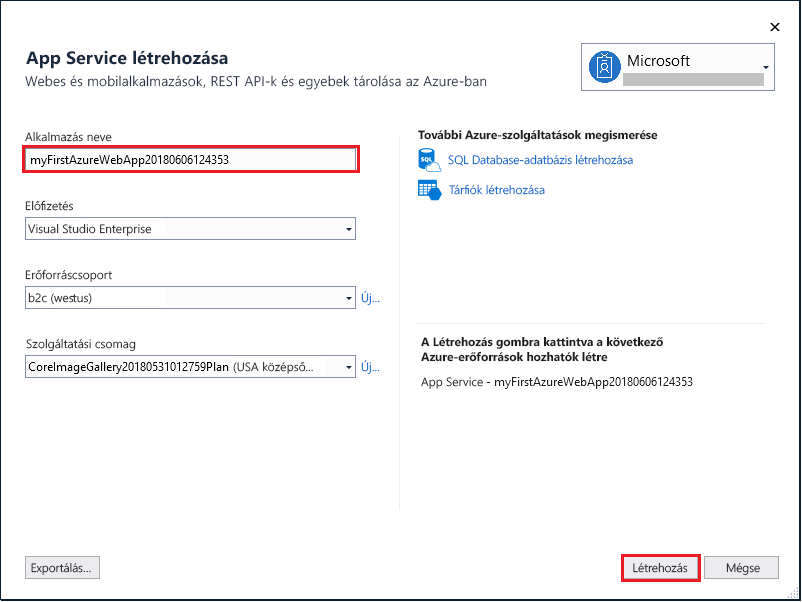 App Service létrehozása
Webes és mobilalkalmazások, REST API-k és egyebek tárolása az Azure-ban
Microsoft
Alkalmazás neve
myFirstAzureWebApp20180606124353
Előfizetés
Visual Studio Enterprise
Erőforráscsoport
b2c (westus)
Új...
Szolgáltatási csomag
CoreImageGallery20180531012759Plan (USA középső...
Új...
További Azure-szolgáltatások megismerése
SQL
SQL Database-adatbázis létrehozása
Tárfiók létrehozása
A Létrehozás gombra kattintva a következő
Azure-erőforrások hozhatók létre
App Service - myFirstAzureWebApp20180606124353
Exportálás...
Létrehozás
Mégse